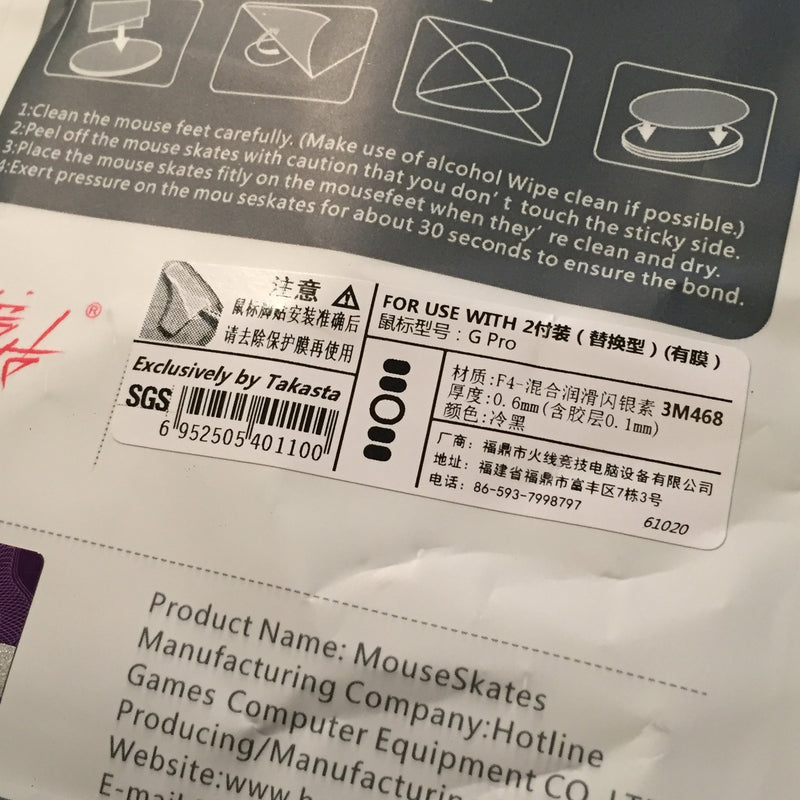 1:Clean the mouse feet carefully. (Make use of alcohol Wipe clean if possible.)
2:Peel off the mouse skates with caution that you don't touch the sticky side.
3:Place the mouse skates fitly on the mousefeet when they're clean and dry.
4:Exert pressure on the mou seskates for about 30 seconds to ensure the bond.
®
注意
鼠标脚贴安装准确后
请去除保护膜再使用
Exclusively by Takasta
SGS
6 952505 401100
FOR USE WITH 2付装(替换型)(有膜)
鼠标型号：G Pro
材质:F4-混合润滑闪银素 3M468
厚度:0.6mm(含胶层0.1mm)
颜色:冷黑
厂商：福鼎市火线竞技电脑设备有限公司
地址：福建省福鼎市富丰区7栋3号
电话：86-593-7998797
61020
Product Name: MouseSkates
Manufacturing Company:Hotline
Games Computer Equipment CO.,LT
Producing/Manufacturin
Website:www.h
E-mail